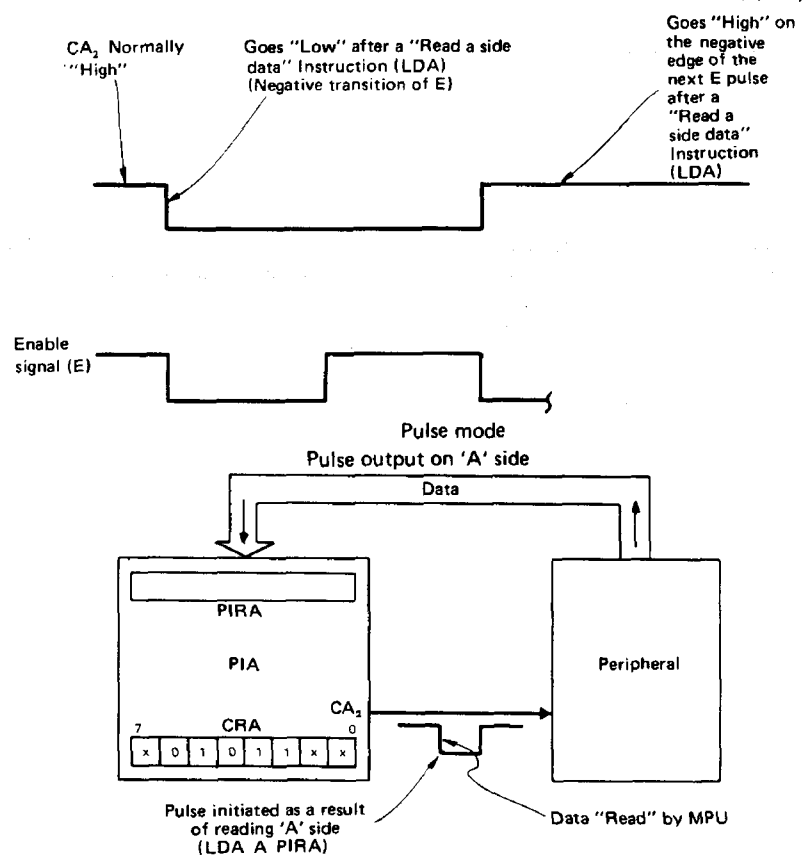 CA₂ Normally
""High"
Goes "Low" after a "Read a side
data" Instruction (LDA)
(Negative transition of E)
Goes "High" on
the negative
edge of the
next E pulse
after a
"Read a
side data"
Instruction
(LDA)
Enable
signal (E)
Pulse mode
Pulse output on 'A' side
Data
PIRA
PIA
Peripheral
CA₂
CRA
7 0
x 0 1 0 1 1 x x
Pulse initiated as a result
of reading 'A' side
(LDA A PIRA)
Data "Read" by MPU